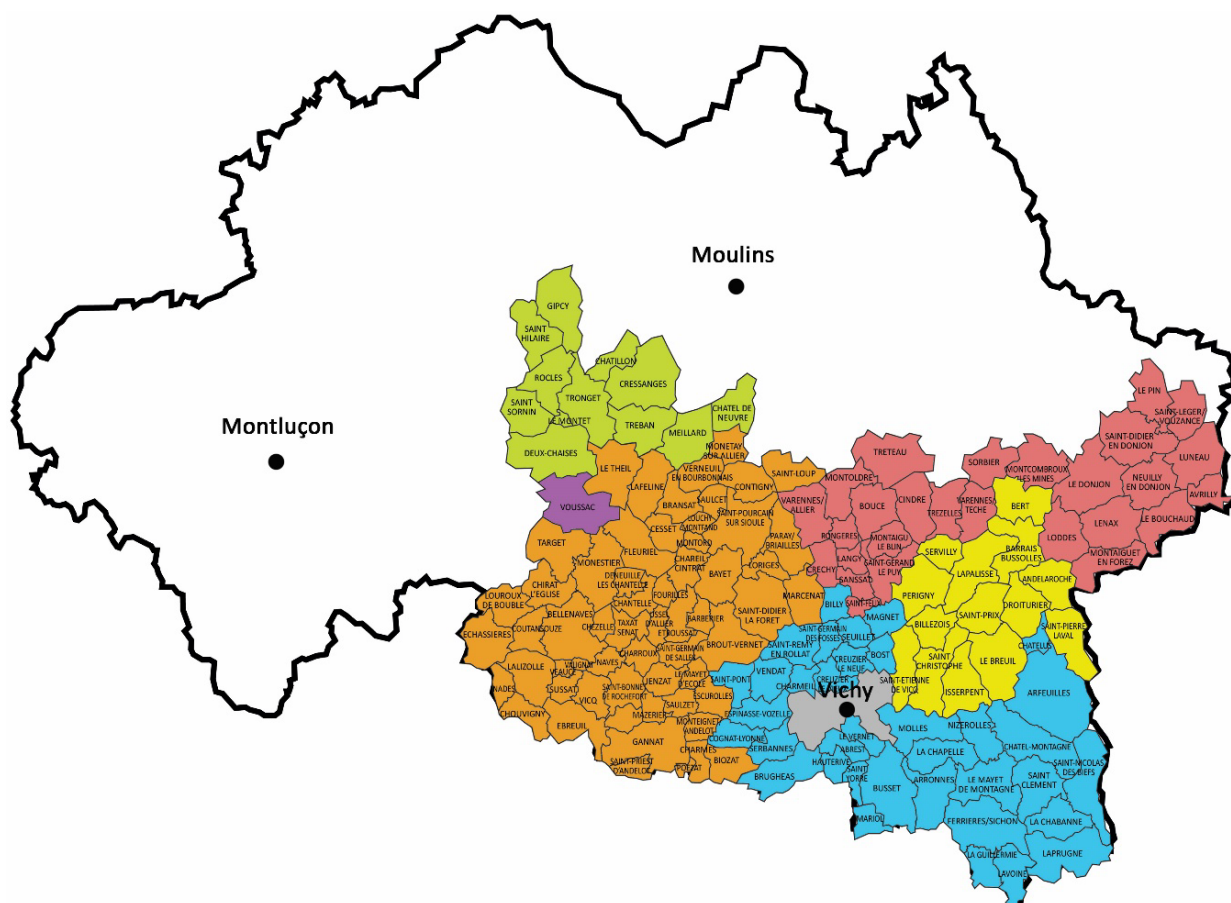 Moulins
Montluçon
Vichy
GIPCY
SAINT
HILAIRE
CHATILLON
ROCLES
CRESSANGES
TRONGET
SAINT
SORNIN
LE MONTET
TREBAN
CHATEL DE
NEUVRE
MEILLARD
DEUX-CHAISES
VOUSSAC
LE THEIL
MONETAY
SUR ALLIER
VERNEUIL
EN BOURBONNAIS
LAFELINE
SAINT-LOUP
CONTIGNY
BRANSAT
SAULCET
SAINT-POURCAIN
SUR SIOULE
LOUCHY
MONTFAND
CESSET
TARGET
FLEURIEL
MONTORD
PARAY/
BRIAILLES
MONESTIER
CHAREIL
CINTRAT
BAYET
LORIGES
DENEUILLE
LES CHANTELLE
CHIRAT
L'EGLISE
LOUROUX
DE BOUBLE
FOURILLES
MARCENAT
CHANTELLE
BELLENAVES
SAINT-DIDIER
LA FORET
USSEL
D'ALLIER
BARBERIER
TAXAT
SENAT
CHEZELLE
ETROUSSAT
ECHASSIERES
COUTANSOUZE
BROUT-VERNET
SAINT-GERMAIN
DE SALLES
CHARROUX
LALIZOLLE
VALIGNAT
NAVES
VEAUCE
JENZAT
LE MAYET
D'ECOLE
NADES
SUSSAT
VICQ
SAINT-BONNET
DE ROCHEFORT
SAULZET
ESCUROLLES
CHOUVIGNY
EBREUIL
MAZERIER
MONTEIGNET
ANDELOT
GANNAT
CHARMES
BIOZAT
SAINT-PRIEST
D'ANDELOT
POEZAT
LE PIN
SAINT-LEGER/
VOUZANCE
SAINT-DIDIER
EN DONJON
TRETEAU
LUNEAU
SORBIER
MONTCOMBROUX
LES MINES
MONTOLDRE
LE DONJON
NEUILLY
EN DONJON
VARENNES/
ALLIER
BOUCE
CINDRE
TREZELLES
VARENNES/
TECHE
AVRILLY
LE BOUCHAUD
LENAX
LODDES
RONGERES
MONTAIGU
LE BLIN
MONTAIGUET
EN FOREZ
LANGY
SAINT-GERAND
LE PUY
CRECHY
SANSSAT
SAINT-FELIX
BERT
SERVILLY
BARRAIS
BUSSOLLES
LAPALISSE
ANDELAROCHE
PERIGNY
DROITURIER
SAINT-PRIX
BILLEZOIS
SAINT-PIERRE
LAVAL
SAINT
CHRISTOPHE
LE BREUIL
SAINT-ETIENNE
DE VICQ
ISSERPENT
BILLY
MAGNET
SAINT-GERMAIN
DES FOSSES
SEUILLET
SAINT-REMY
EN ROLLAT
BOST
CREUZIER
LE NEUF
CHATELUS
ARFEUILLES
SAINT-PONT
VENDAT
CHARMEIL
CREUZIER
ESPINASSE-VOZELLE
COGNAT-LYONNE
SERBANNES
BRUGHEAS
LE VERNET
ABREST
HAUTERIVE
SAINT
YORRE
MOLLES
NIZEROLLES
LA CHAPELLE
CHATEL-MONTAGNE
SAINT-NICOLAS
DES BIEFS
ARRONNES
LE MAYET
DE MONTAGNE
SAINT
CLEMENT
BUSSET
MARIOL
FERRIERES/SICHON
LA CHABANNE
LA GUILLERMIE
LAPRUGNE
LAVOINE